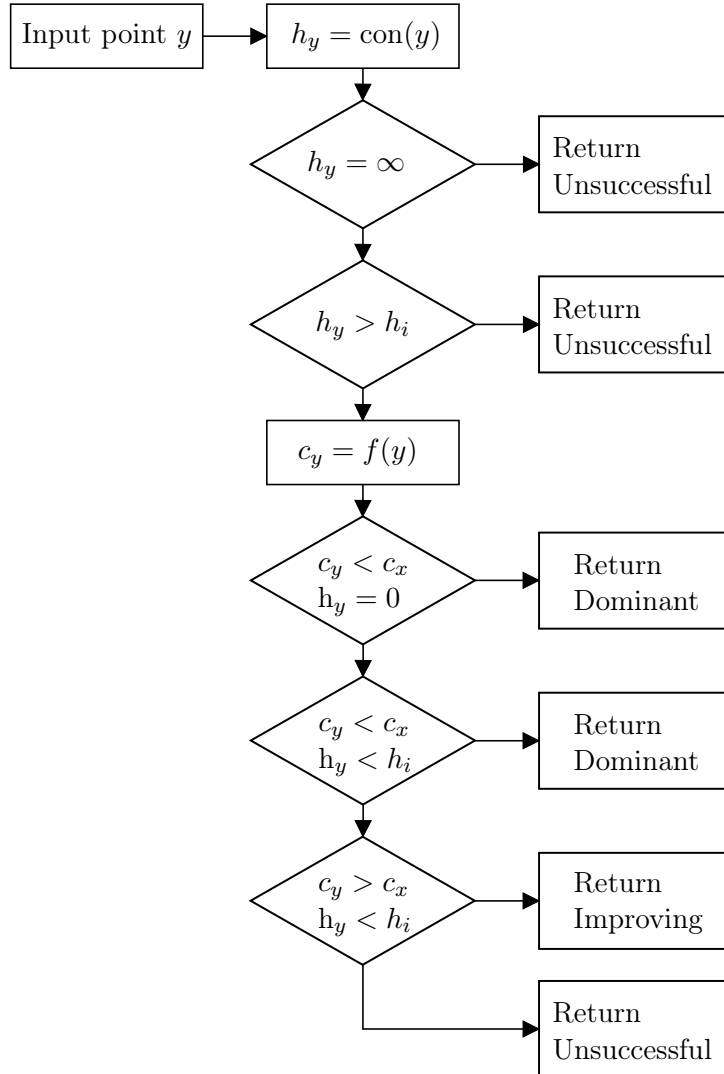 Input point y
h_y = con(y)
h_y = ∞
Return
Unsuccessful
h_y > h_i
Return
Unsuccessful
c_y = f(y)
c_y < c_x
h_y = 0
Return
Dominant
c_y < c_x
h_y < h_i
Return
Dominant
c_y > c_x
h_y < h_i
Return
Improving
Return
Unsuccessful